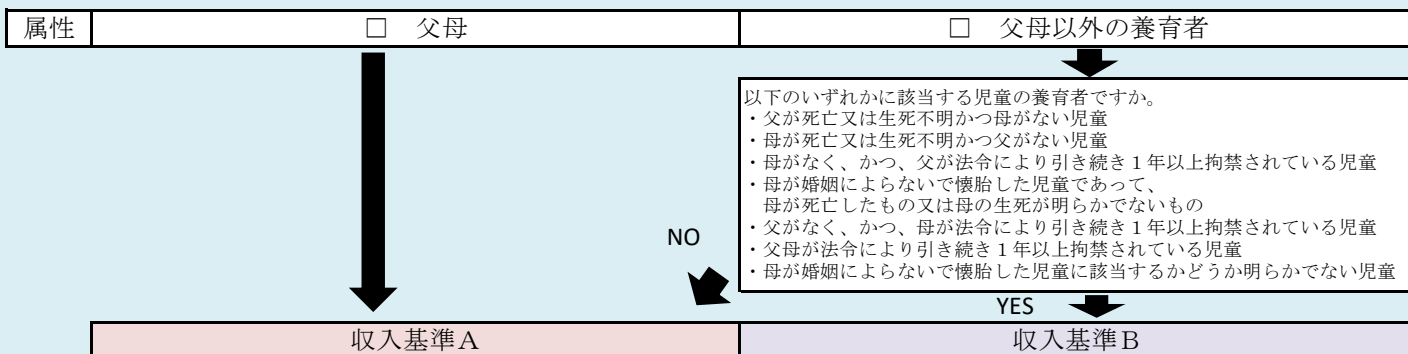 属性
□ 父母
□ 父母以外の養育者
以下のいずれかに該当する児童の養育者ですか。
・父が死亡又は生死不明かつ母がない児童
・母が死亡又は生死不明かつ父がない児童
・母がなく、かつ、父が法令により引き続き１年以上拘禁されている児童
・母が婚姻によらないで懐胎した児童であって、
母が死亡したもの又は母の生死が明らかでないもの
・父がなく、かつ、母が法令により引き続き１年以上拘禁されている児童
・父母が法令により引き続き１年以上拘禁されている児童
・母が婚姻によらないで懐胎した児童に該当するかどうか明らかでない児童
NO
YES
収入基準Ａ
収入基準Ｂ